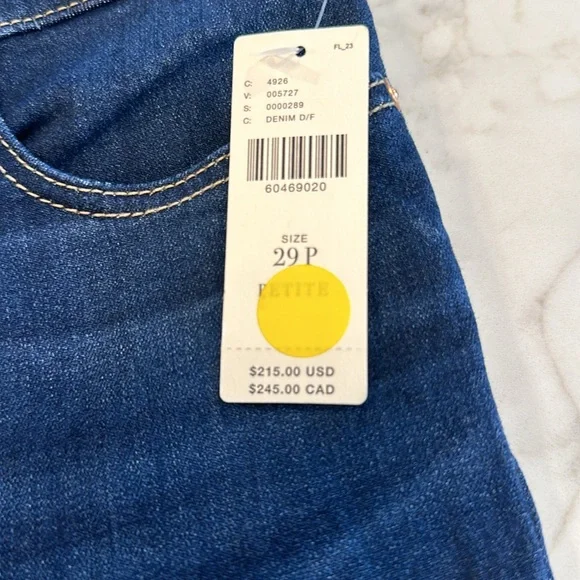 FL_23
C: 4926
V: 005727
S: 0000289
C: DENIM D/F
60469020
SIZE
29 P
PETITE
$215.00 USD
$245.00 CAD